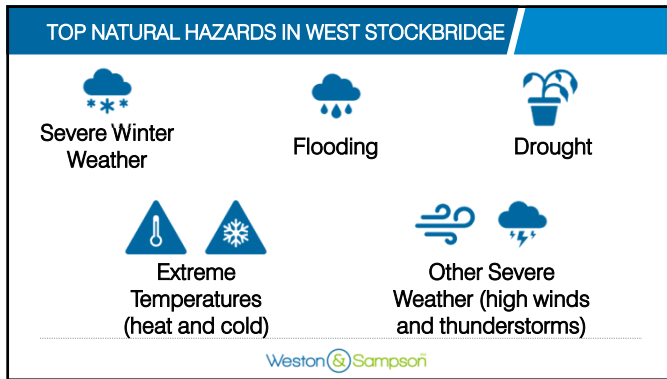 TOP NATURAL HAZARDS IN WEST STOCKBRIDGE
Severe Winter
Weather
Flooding
Drought
Extreme
Temperatures
(heat and cold)
Other Severe
Weather (high winds
and thunderstorms)
Weston & Sampson